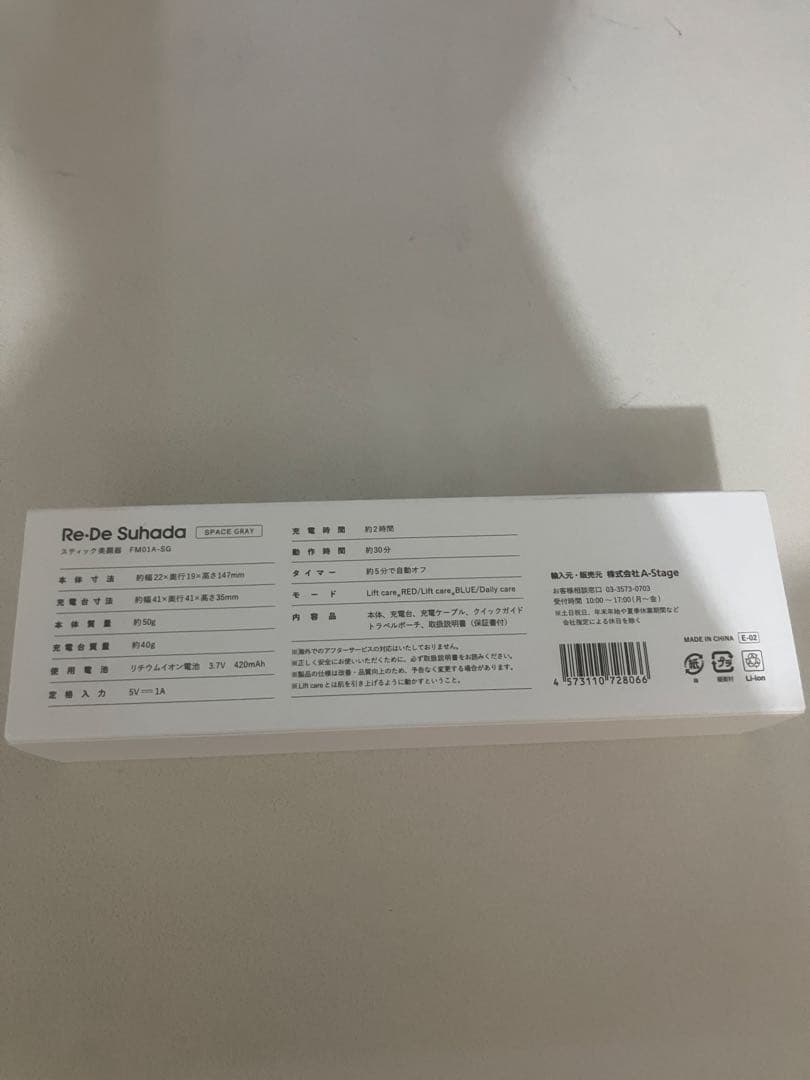 Re・De Suhada SPACE GRAY
スティック美顔器 FM01A-SG
本体寸法 約幅22×奥行19×高さ147mm
充電台寸法 約幅41×奥行41×高さ35mm
本体質量 約50g
充電台質量 約40g
使用電池 リチウムイオン電池 3.7V 420mAh
定格入力 5V⎓1A
充電時間 約2時間
動作時間 約30分
タイマー 約5分で自動オフ
モード Lift care_RED/Lift care_BLUE/Daily care
内容品 本体、充電台、充電ケーブル、クイックガイド
トラベルポーチ、取扱説明書（保証書付）
※海外でのアフターサービスの対応はいたしておりません。
※正しく安全にお使いいただくために、必ず取扱説明書をお読みください。
※製品の仕様は改善・品質向上のため、予告なく変更する場合があります。
※Lift careとは肌を引き上げるように動かすということ。
輸入元・販売元 株式会社A-Stage
お客様相談窓口 03-3573-0703
受付時間 10:00～17:00(月～金)
※土日祝日、年末年始や夏季休業期間など
会社指定による休日を除く
MADE IN CHINA E-02
4 573110 728066
紙
プラ
緩衝材
Li-ion